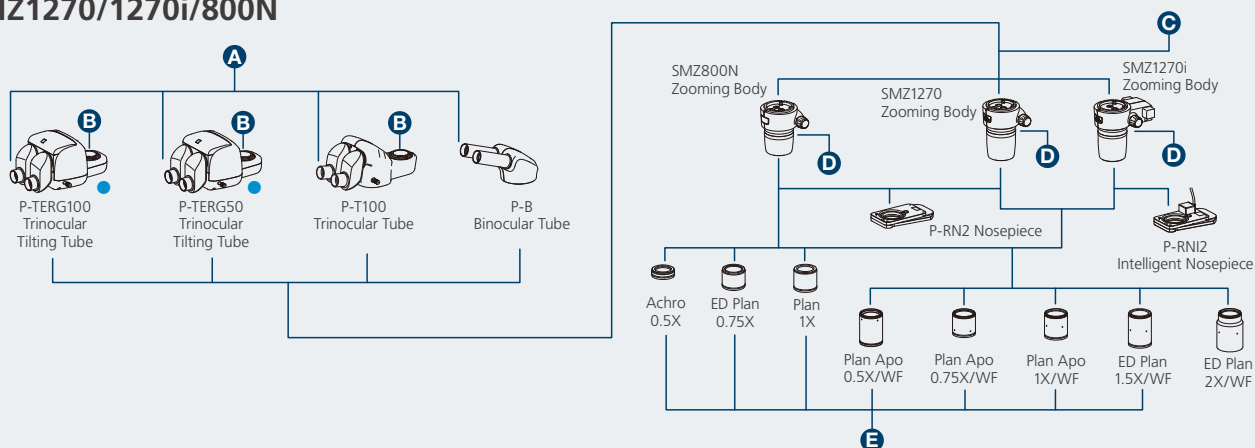 MZ1270/1270i/800N
A
C
B
B
B
D
D
D
P-TERG100
Trinocular
Tilting Tube
P-TERG50
Trinocular
Tilting Tube
P-T100
Trinocular Tube
P-B
Binocular Tube
SMZ800N
Zooming Body
SMZ1270
Zooming Body
SMZ1270i
Zooming Body
P-RN2 Nosepiece
P-RNI2
Intelligent Nosepiece
Achro
0.5X
ED Plan
0.75X
Plan
1X
Plan Apo
0.5X/WF
Plan Apo
0.75X/WF
Plan Apo
1X/WF
ED Plan
1.5X/WF
ED Plan
2X/WF
E